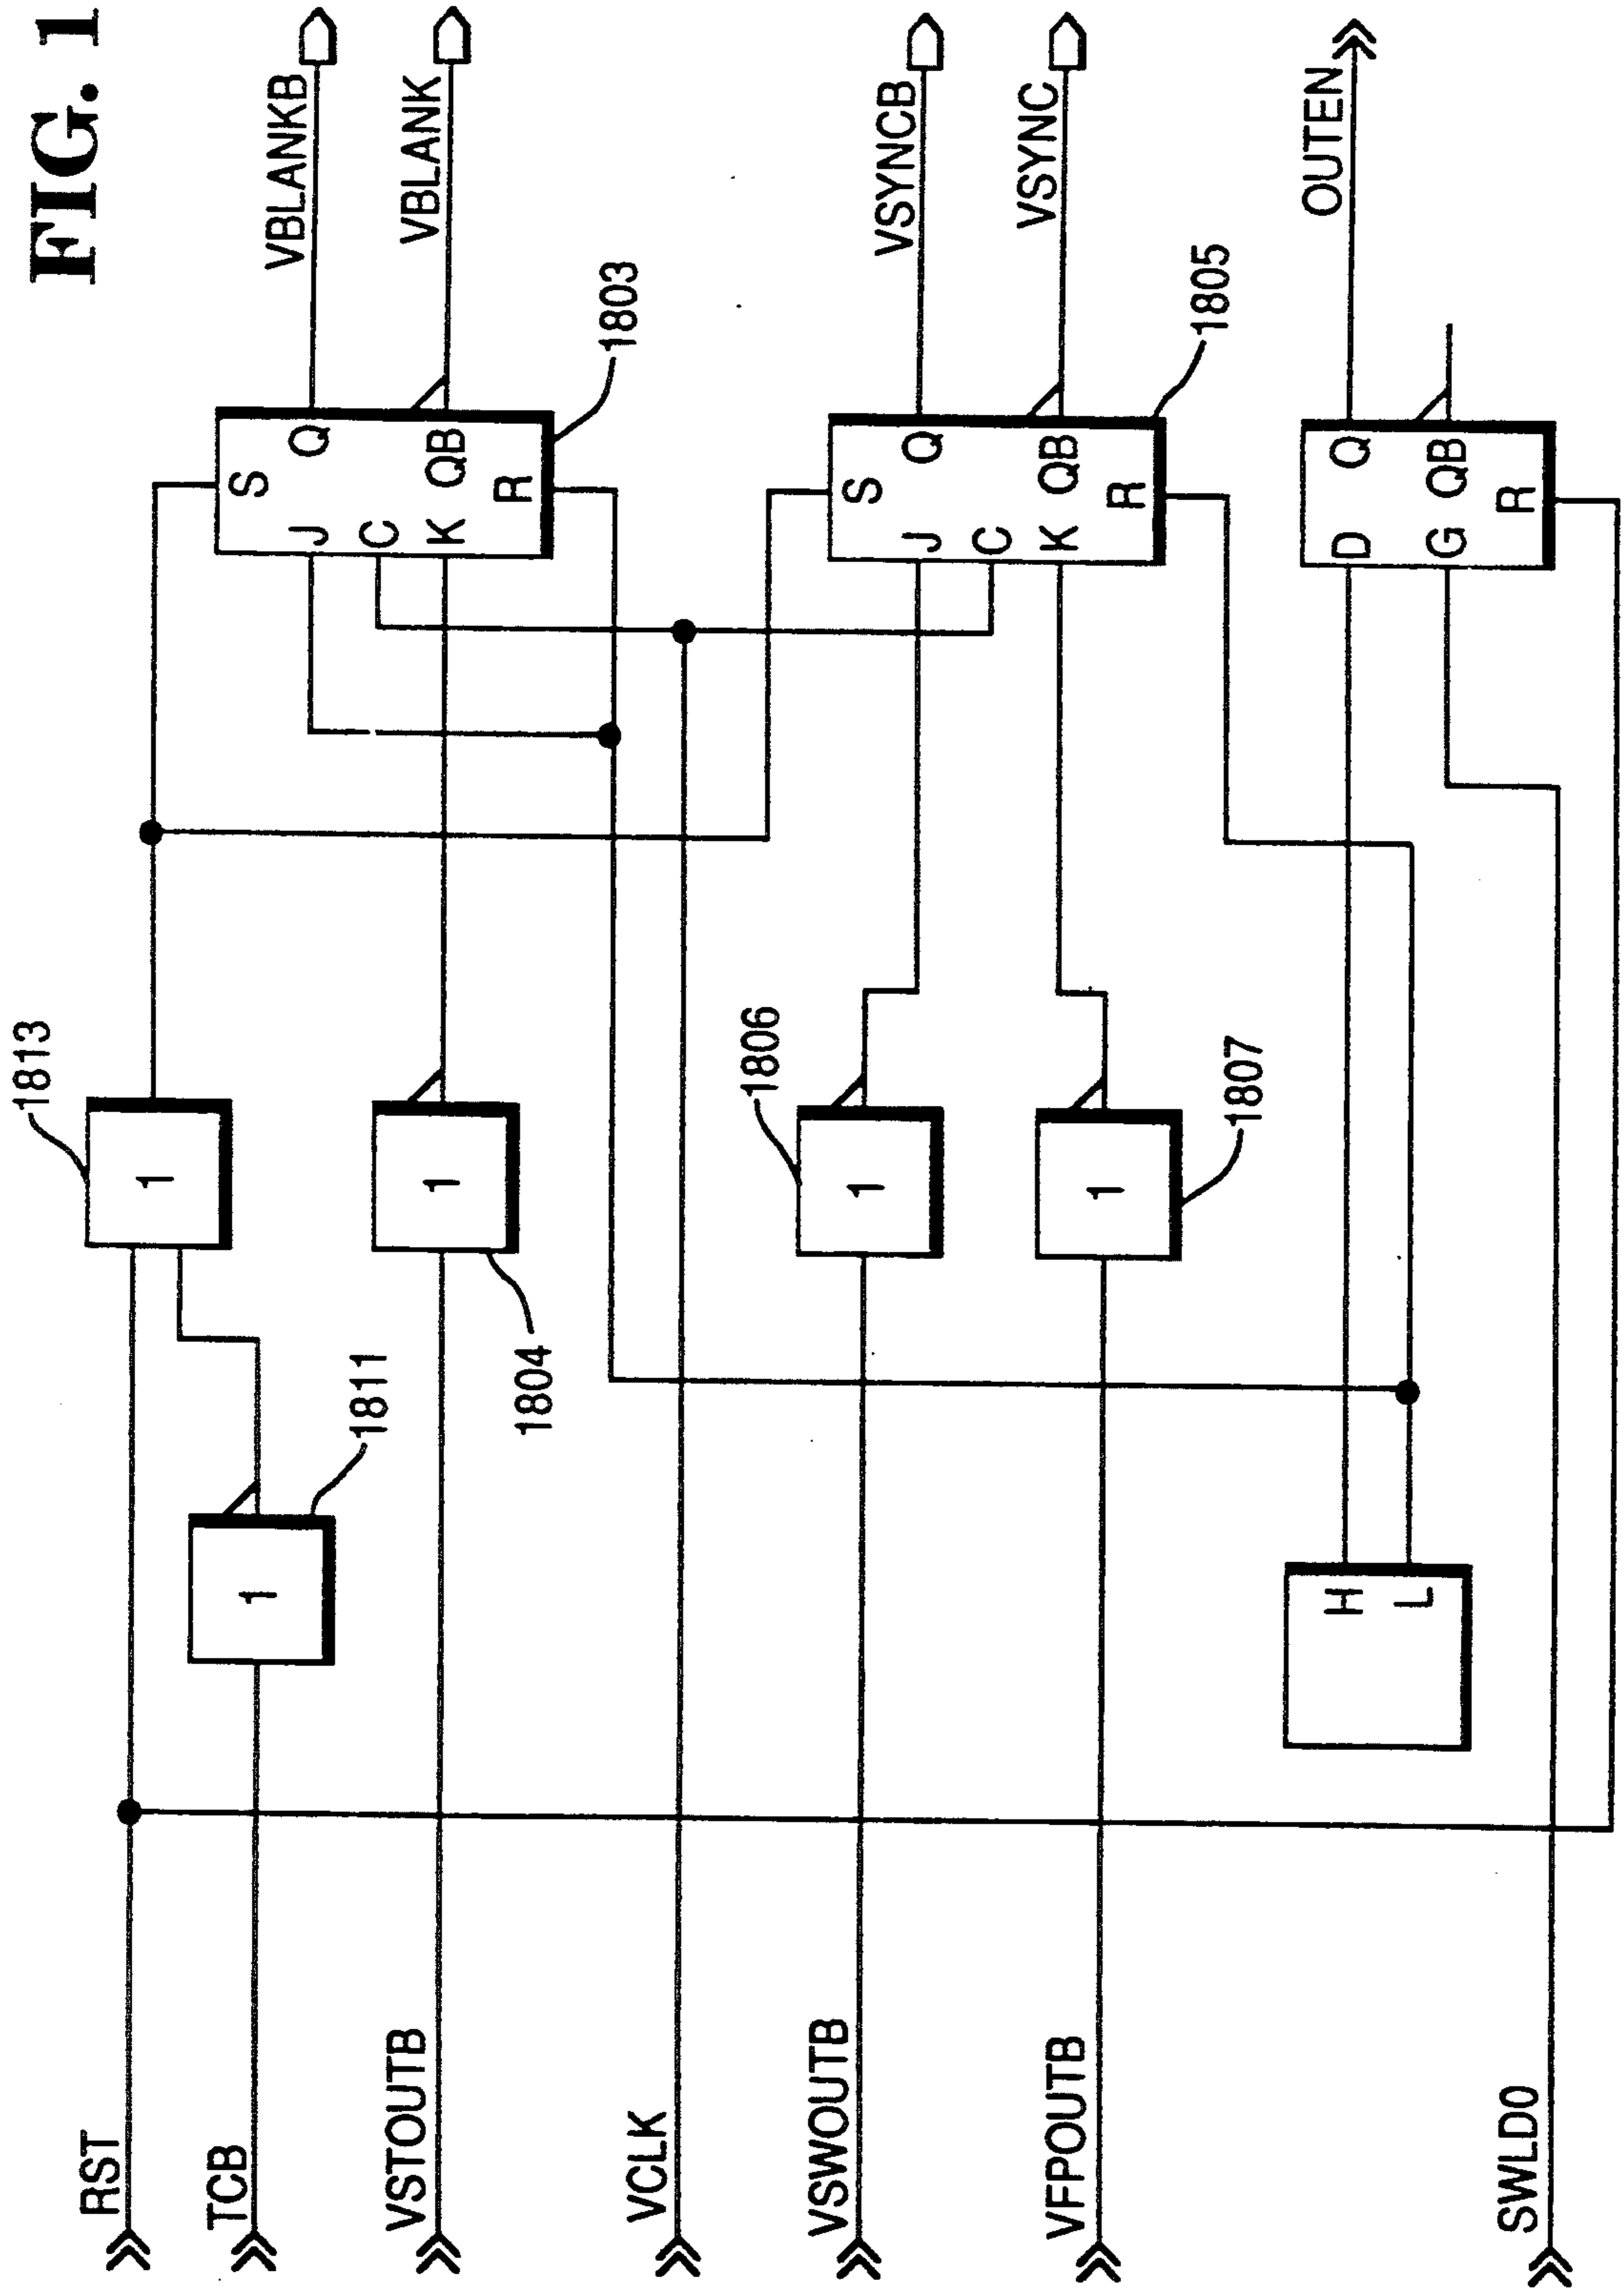 FIG. 1
RST
TCB
VSTOUTB
VCLK
VSWOUTB
VFPOUTB
SWLD0
1811
1
1813
1
1
1804
1806
1
1
1807
H
L
S
J
Q
C
K
QB
R
1803
S
J
Q
C
K
QB
R
1805
D
Q
G
QB
R
VBLANKB
VBLANK
VSYNCB
VSYNC
OUTEN